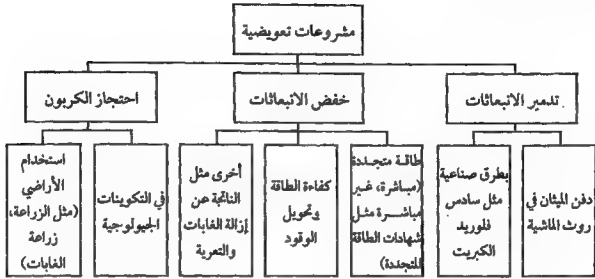 مشروعات تعويضية
تدمير الانبعاثات
خفض الانبعاثات
احتجاز الكربون
دفن الميثان في
روث الماشية
بطرق صناعية
مثل سادس
فلوريد
الكبريت
طاقة متجددة
(مباشرة، غير
مباشرة مثل
شهادات الطاقة
المتجددة)
كفاءة الطاقة
وتحويل
الوقود
أخرى مثل
الناتجة عن
إزالة الغابات
والتعرية
في التكوينات
الجيولوجية
استخدام
الأراضي
(مثل الزراعة،
زراعة
الغابات)